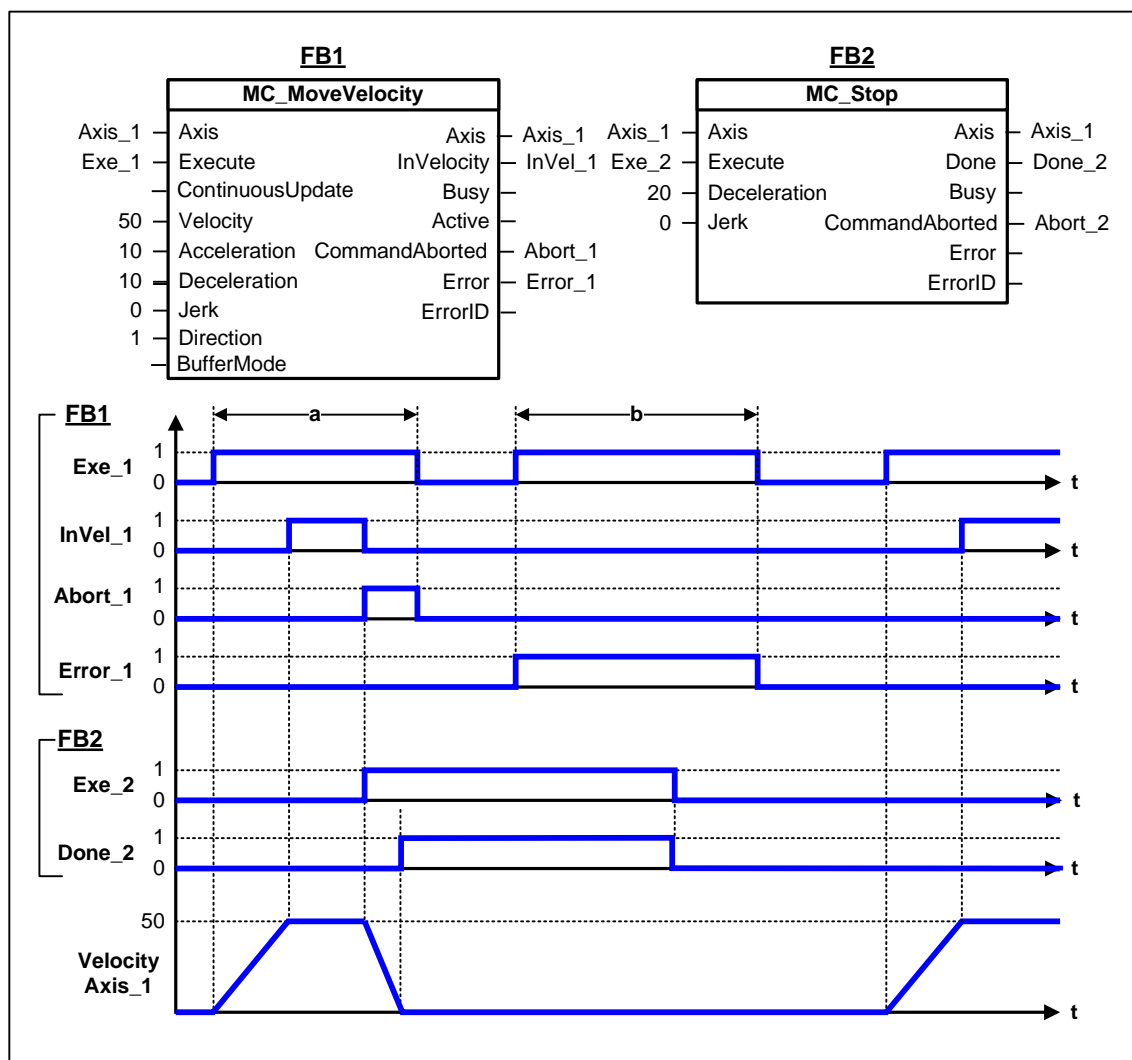 FB1 FB2
MC_MoveVelocity MC_Stop
Axis_1 Axis Axis Axis_1 Axis_1 Axis Axis Axis_1
Exe_1 Execute InVelocity InVel_1 Exe_2 Execute Done Done_2
ContinuousUpdate Busy 20 Deceleration Busy
50 Velocity Active 0 Jerk CommandAborted Abort_2
10 Acceleration CommandAborted Abort_1 Error
10 Deceleration Error Error_1 ErrorID
0 Jerk ErrorID
1 Direction
BufferMode
FB1 a b
1
Exe_1
0 t
1
InVel_1
0 t
1
Abort_1
0 t
1
Error_1
0 t
FB2
1
Exe_2
0 t
1
Done_2
0 t
50
Velocity
Axis_1
t